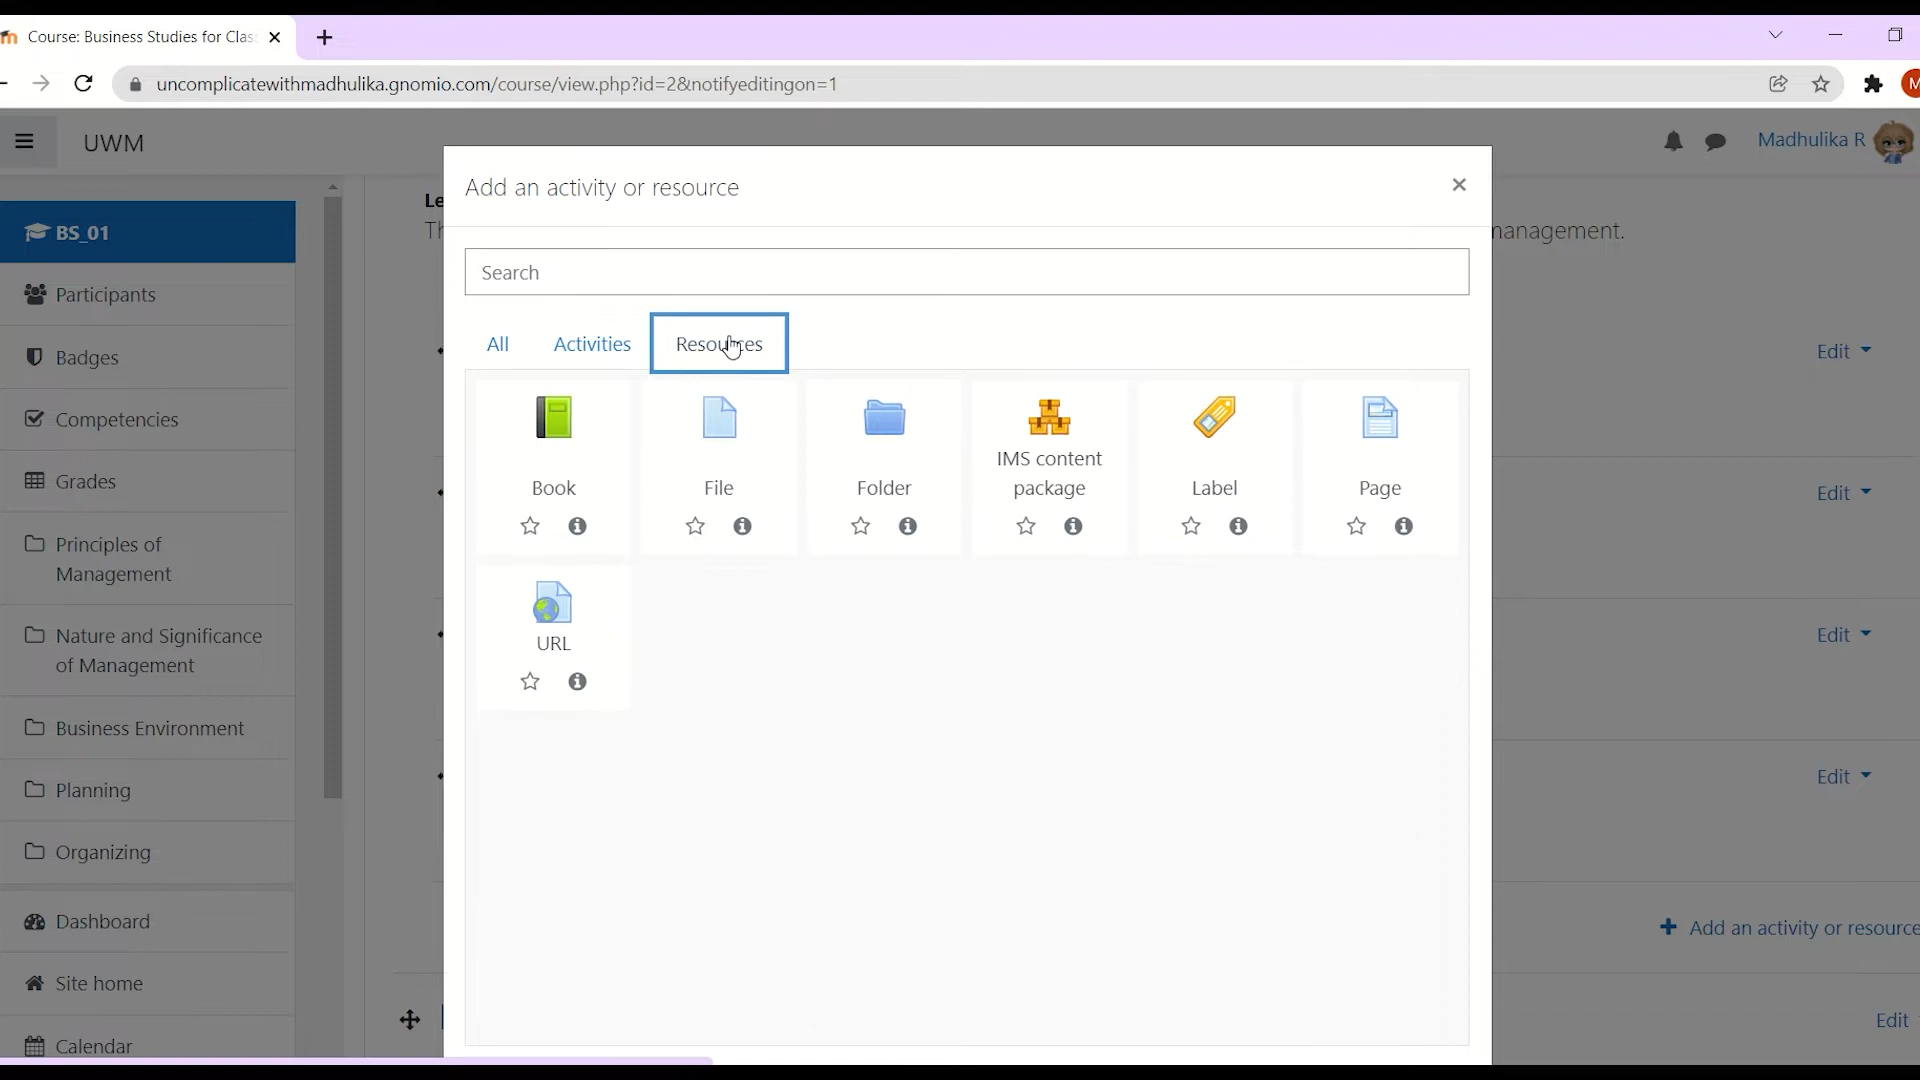 Course: Business Studies for Clas
uncomplicatewithmadhulika.gnomio.com/course/view.php?id=2&notifyeditingon=1
UWM
Madhulika R
Add an activity or resource
Le
Th
management.
BS_01
Participants
Badges
Competencies
Grades
Principles of
Management
Nature and Significance
of Management
Business Environment
Planning
Organizing
Dashboard
Site home
Calendar
Search
All
Activities
Resources
Book
File
Folder
IMS content
package
Label
Page
URL
Edit
Edit
Edit
Edit
Add an activity or resource
Edit